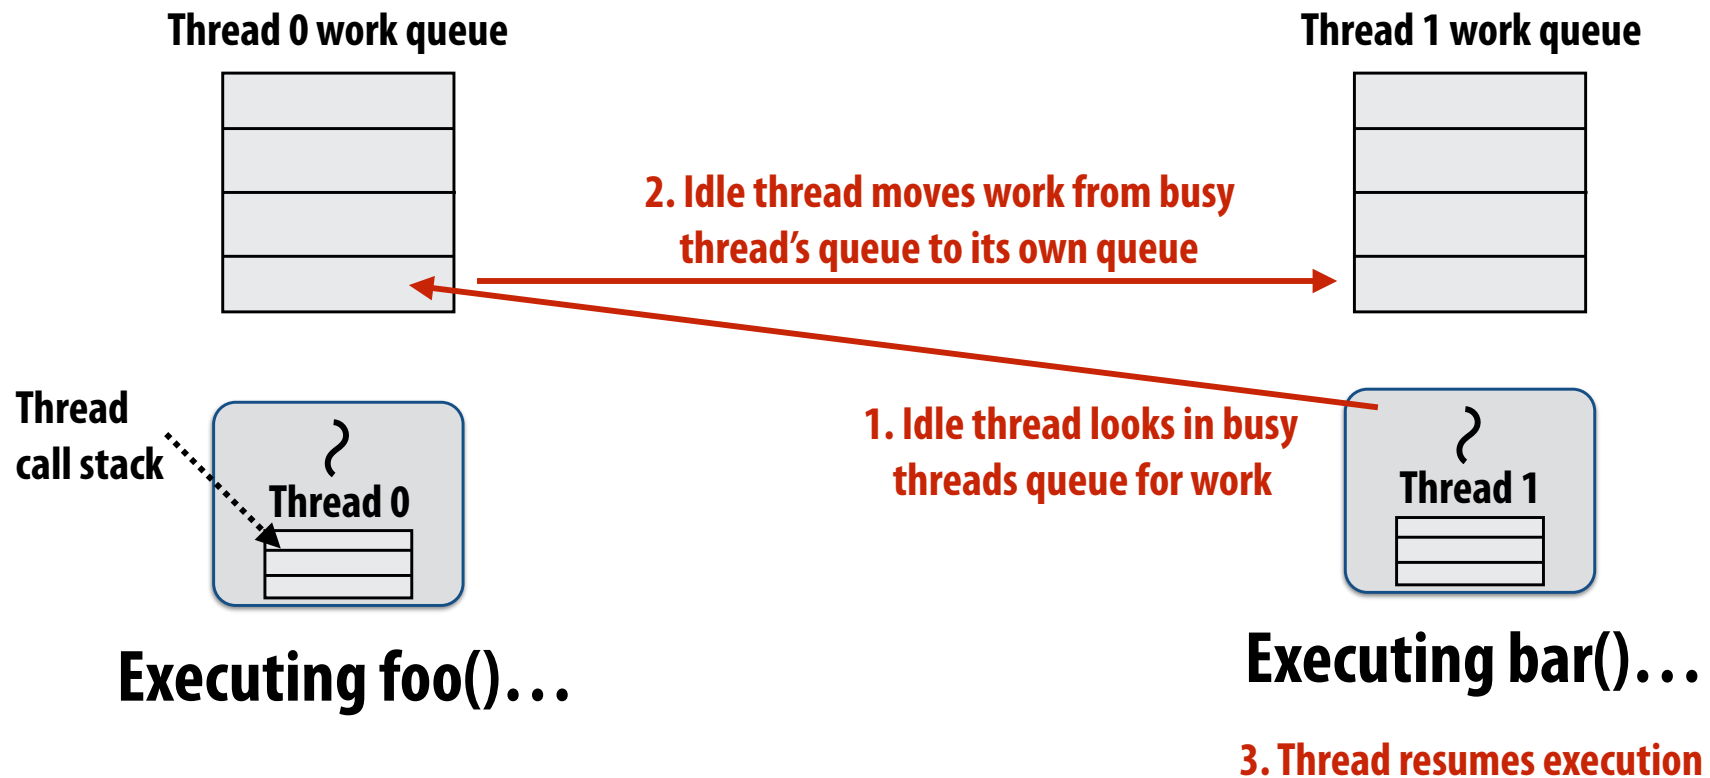 Thread 0 work queue
Thread 1 work queue
2. Idle thread moves work from busy
thread’s queue to its own queue
Thread
call stack
1. Idle thread looks in busy
threads queue for work
Thread 0
Thread 1
Executing foo()…
Executing bar()…
3. Thread resumes execution